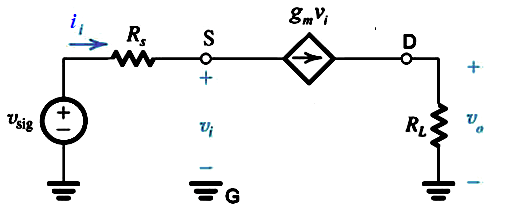 i_i
R_s
S
g_m v_i
D
v_sig
+
−
+
v_i
−
G
R_L
+
v_o
−